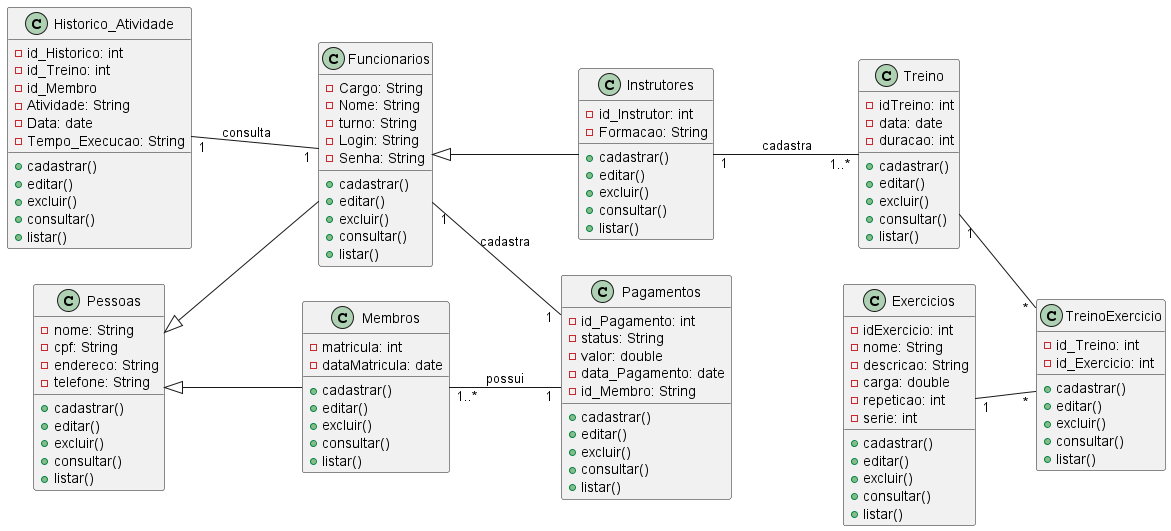 C Historico_Atividade
id_Historico: int
id_Treino: int
id_Membro
Atividade: String
Data: date
Tempo_Execucao: String
cadastrar()
editar()
excluir()
consultar()
listar()
consulta
1
1
C Funcionarios
Cargo: String
Nome: String
turno: String
Login: String
Senha: String
cadastrar()
editar()
excluir()
consultar()
listar()
C Instrutores
id_Instrutor: int
Formacao: String
cadastrar()
editar()
excluir()
consultar()
listar()
cadastra
1
1..*
C Treino
idTreino: int
data: date
duracao: int
cadastrar()
editar()
excluir()
consultar()
listar()
1
*
1
cadastra
1
C Pessoas
nome: String
cpf: String
endereco: String
telefone: String
cadastrar()
editar()
excluir()
consultar()
listar()
C Membros
matricula: int
dataMatricula: date
cadastrar()
editar()
excluir()
consultar()
listar()
possui
1..*
1
C Pagamentos
id_Pagamento: int
status: String
valor: double
data_Pagamento: date
id_Membro: String
cadastrar()
editar()
excluir()
consultar()
listar()
C Exercicios
idExercicio: int
nome: String
descricao: String
carga: double
repeticao: int
serie: int
cadastrar()
editar()
excluir()
consultar()
listar()
1
*
C TreinoExercicio
id_Treino: int
id_Exercicio: int
cadastrar()
editar()
excluir()
consultar()
listar()